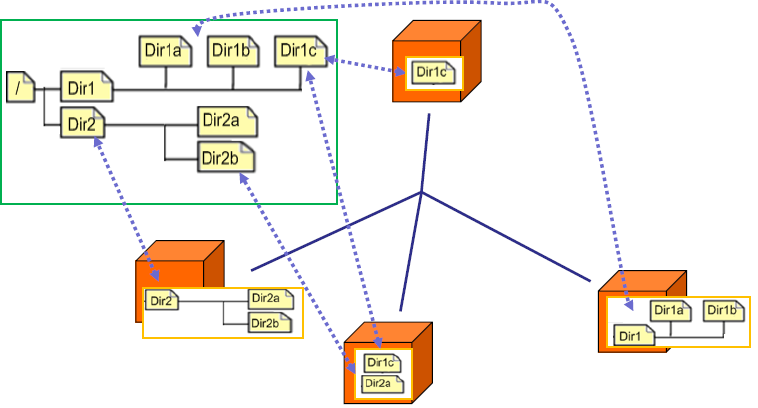 Dir1a Dir1b Dir1c
/ Dir1
Dir2 Dir2a
Dir2b
Dir1c
Dir2 Dir2a
Dir2b
Dir1c
Dir2a
Dir1a Dir1b
Dir1